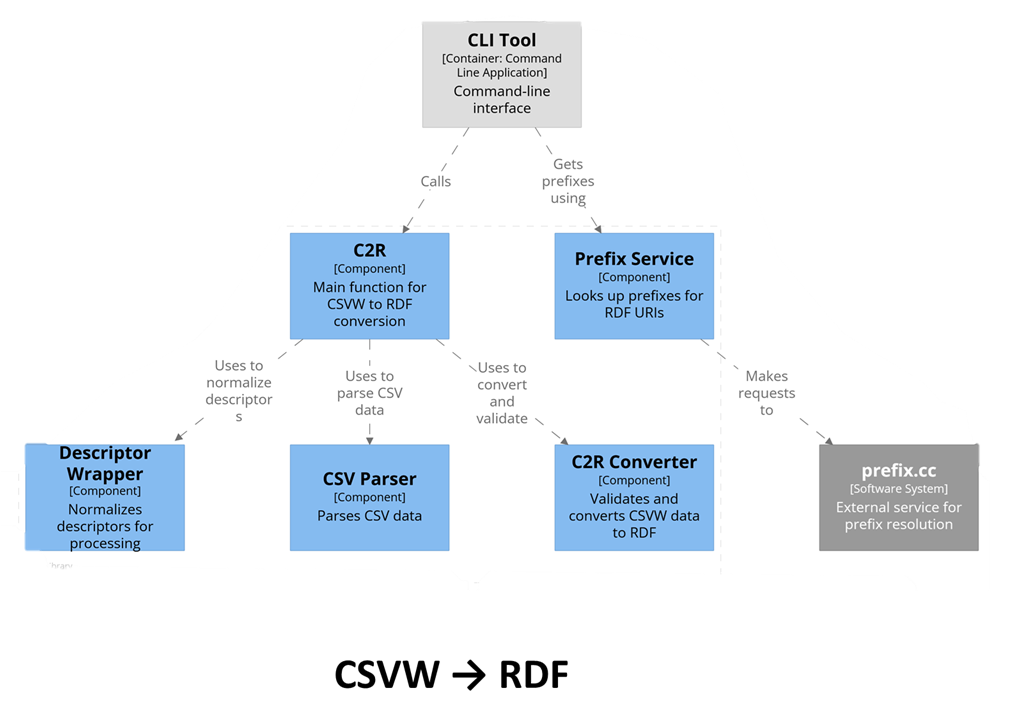 CLI Tool
[Container: Command
Line Application]
Command-line
interface
Calls
Gets
prefixes
using
C2R
[Component]
Main function for
CSVW to RDF
conversion
Prefix Service
[Component]
Looks up prefixes for
RDF URIs
Uses to
normalize
descriptor
s
Uses to
parse CSV
data
Uses to
convert
and
validate
Makes
requests
to
Descriptor
Wrapper
[Component]
Normalizes
descriptors for
processing
CSV Parser
[Component]
Parses CSV data
C2R Converter
[Component]
Validates and
converts CSVW data
to RDF
prefix.cc
[Software System]
External service for
prefix resolution
CSVW → RDF